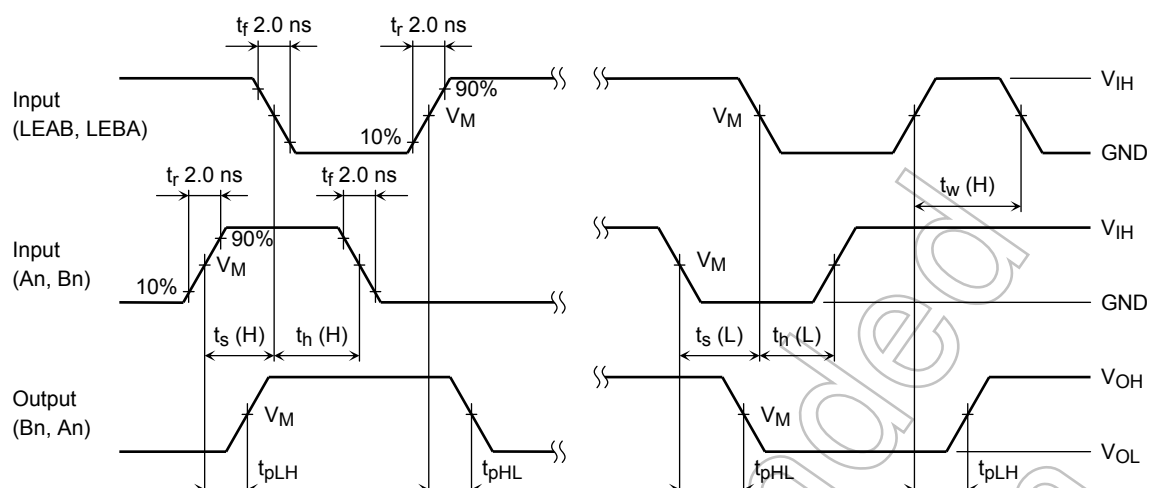 tf 2.0 ns
tr 2.0 ns
Input
(LEAB, LEBA)
90%
VM
10%
VM
VIH
GND
tw (H)
tr 2.0 ns
tf 2.0 ns
Input
(An, Bn)
90%
VM
10%
VM
VIH
GND
ts (H)
th (H)
ts (L)
th (L)
Output
(Bn, An)
VM
VM
VOH
VOL
tpLH
tpHL
tpHL
tpLH